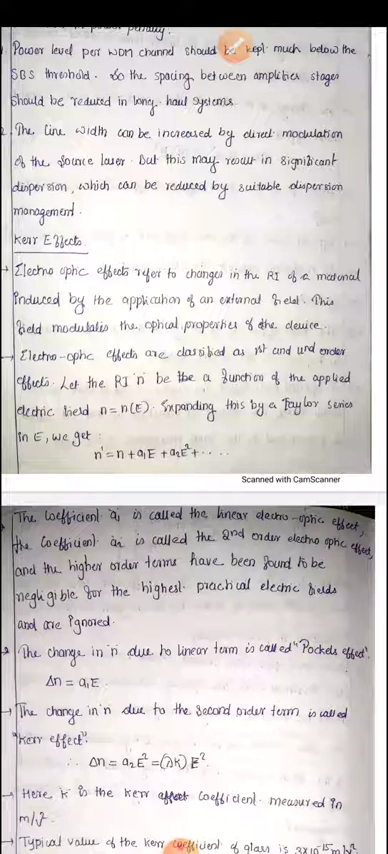 power penalty.
Power level per WDM channel should be kept much below the
SBS threshold. So the spacing between amplifier stages
should be reduced in long haul systems.
2. The line width can be increased by direct modulation
of the source laser. But this may result in significant
dispersion, which can be reduced by suitable dispersion
management.
Kerr Effects
→ Electro optic effects refer to changes in the RI of a material
induced by the application of an external field. This
field modulates the optical properties of the device.
→ Electro-optic effects are classified as 1st and 2nd order
effects. Let the RI 'n' be the a function of the applied
electric field n = n(E). Expanding this by a Taylor series
in E, we get:
n' = n + a₁E + a₂E² + ....
Scanned with CamScanner
The Coefficient a₁ is called the linear electro-optic effect,
the coefficient a₂ is called the 2nd order electro optic effect,
and the higher order terms have been found to be
negligible for the highest practical electric fields
and are ignored.
→ The change in 'n' due to linear term is called "Pockels effect".
Δn = a₁E
→ The change in 'n' due to the second order term is called
"Kerr effect".
∴ Δn = a₂E² = (λk) E²
→ Here k is the kerr coefficient measured in
m/v²
→ Typical value of the kerr coefficient of glass is 3x10⁻¹⁵ m/v²